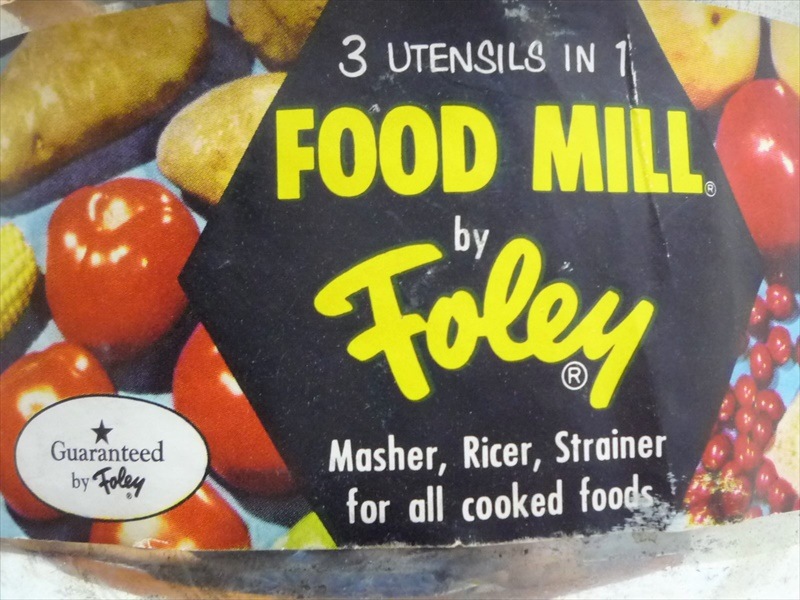 3 UTENSILS IN 1
FOOD MILL®
by
Foley
®
Masher, Ricer, Strainer
for all cooked foods
Guaranteed
by Foley
®